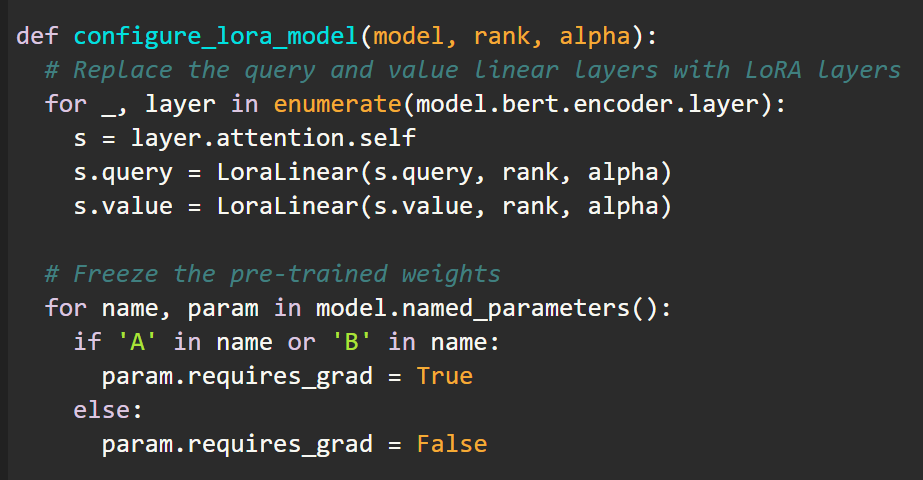 def configure_lora_model(model, rank, alpha):
  # Replace the query and value linear layers with LoRA layers
  for _, layer in enumerate(model.bert.encoder.layer):
    s = layer.attention.self
    s.query = LoraLinear(s.query, rank, alpha)
    s.value = LoraLinear(s.value, rank, alpha)

  # Freeze the pre-trained weights
  for name, param in model.named_parameters():
    if 'A' in name or 'B' in name:
      param.requires_grad = True
    else:
      param.requires_grad = False